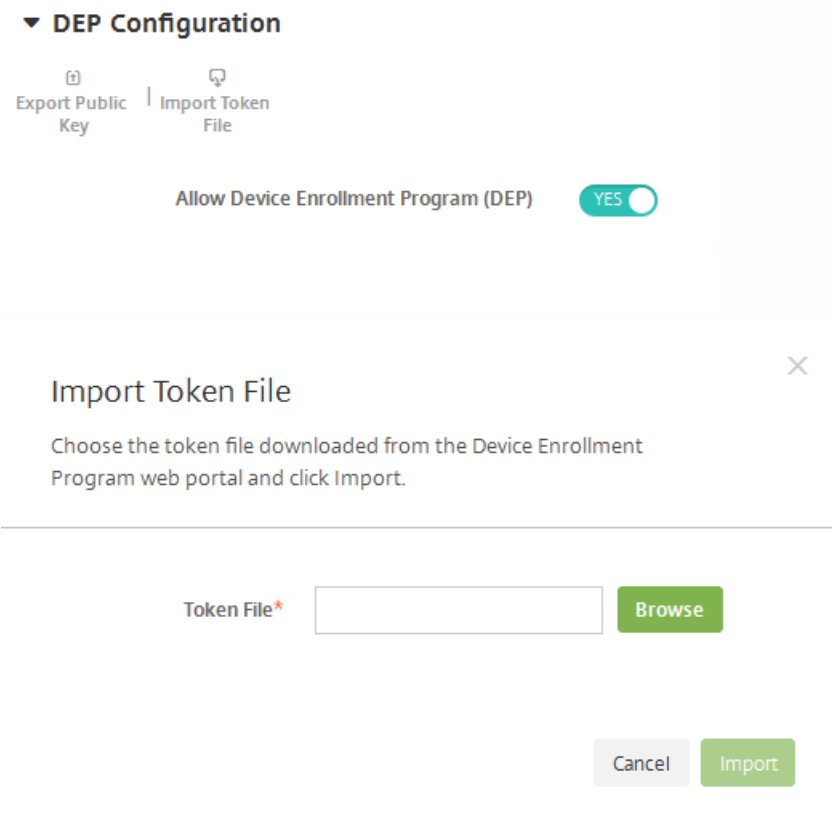 DEP Configuration
Export Public Key | Import Token File
Allow Device Enrollment Program (DEP) YES
Import Token File
Choose the token file downloaded from the Device Enrollment
Program web portal and click Import.
Token File* Browse
Cancel Import